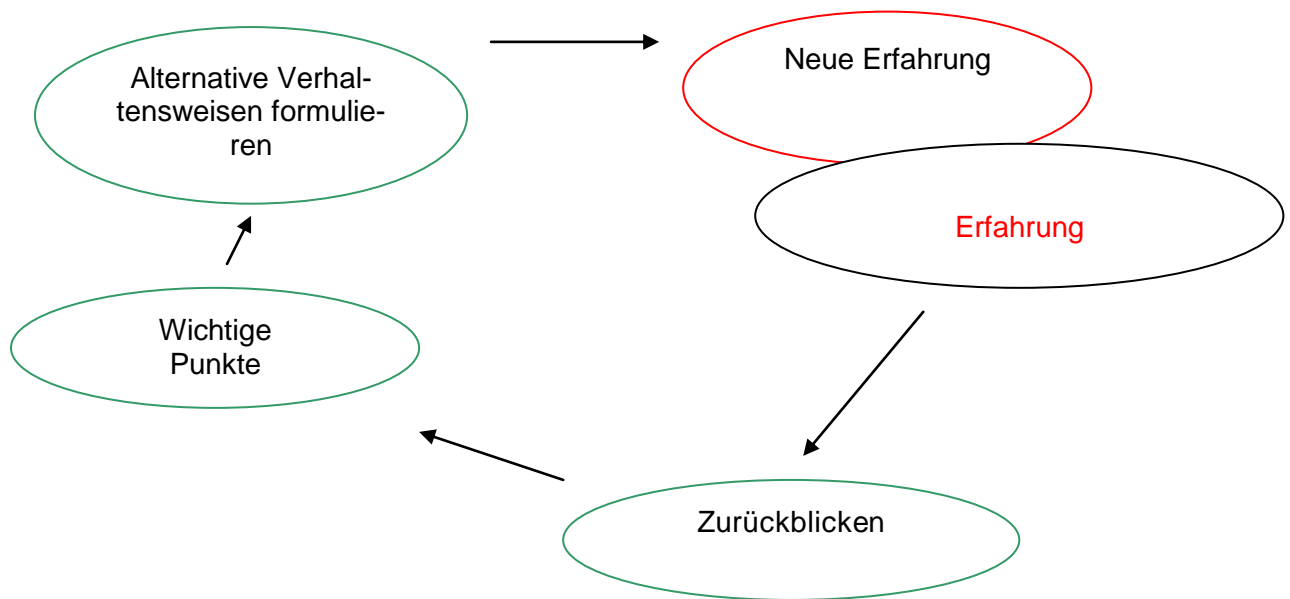 Alternative Verhal-
tensweisen formulie-
ren
Neue Erfahrung
Erfahrung
Wichtige
Punkte
Zurückblicken